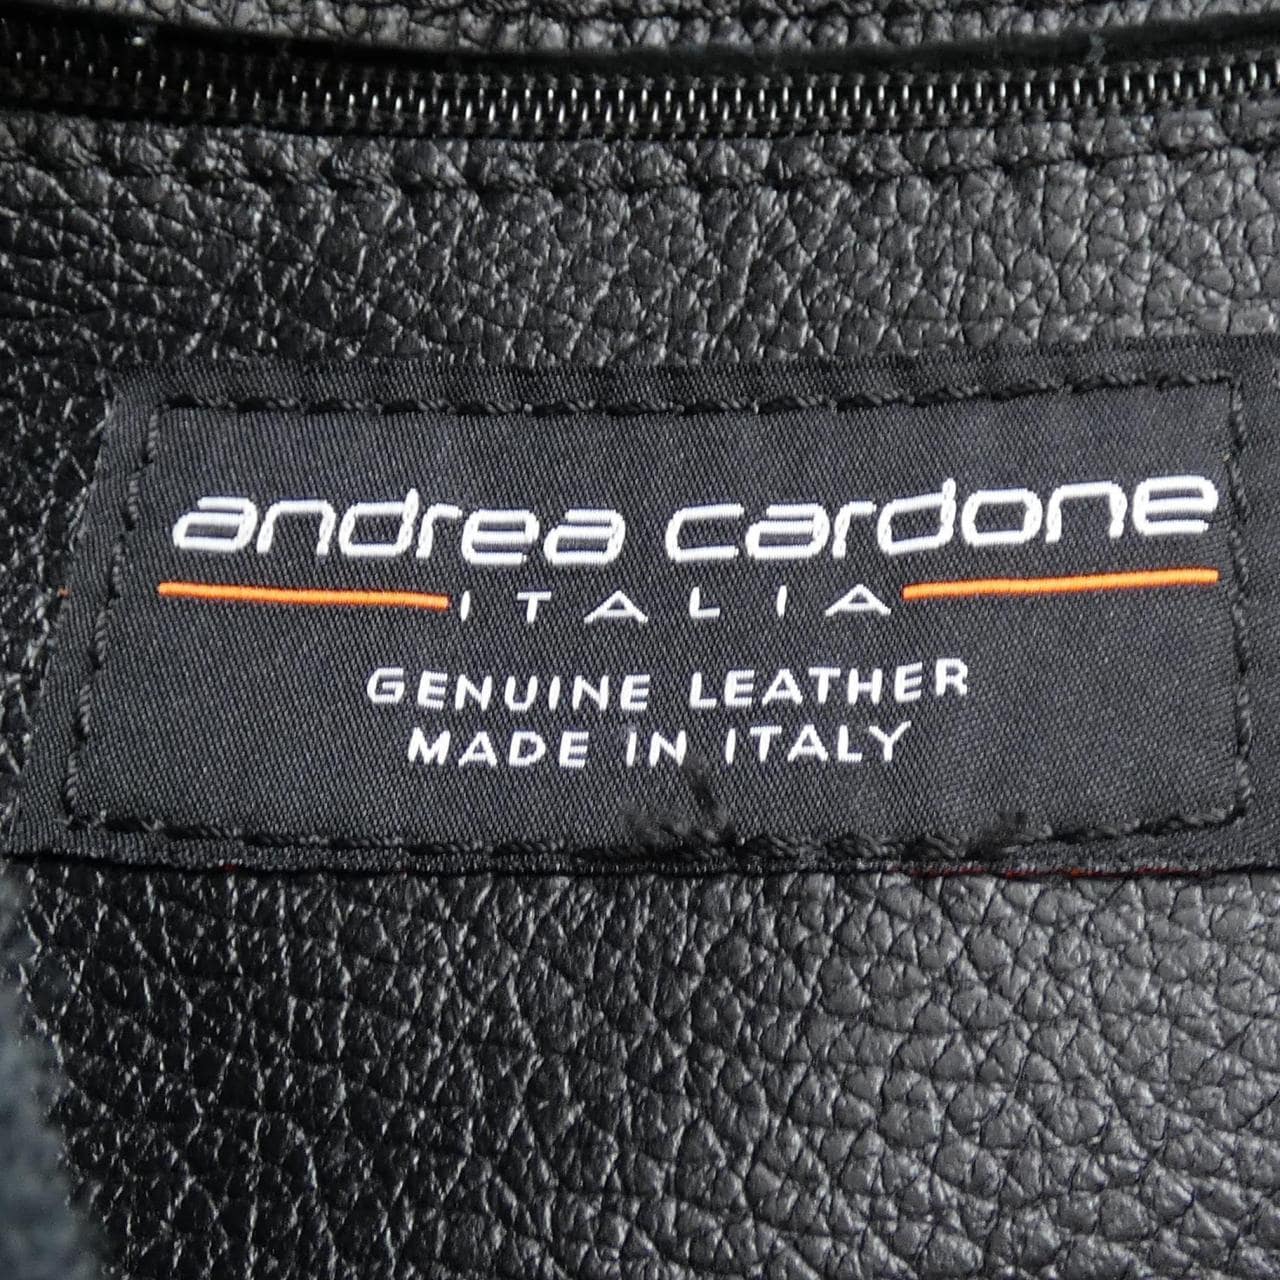 andrea cardone
ITALIA
GENUINE LEATHER
MADE IN ITALY